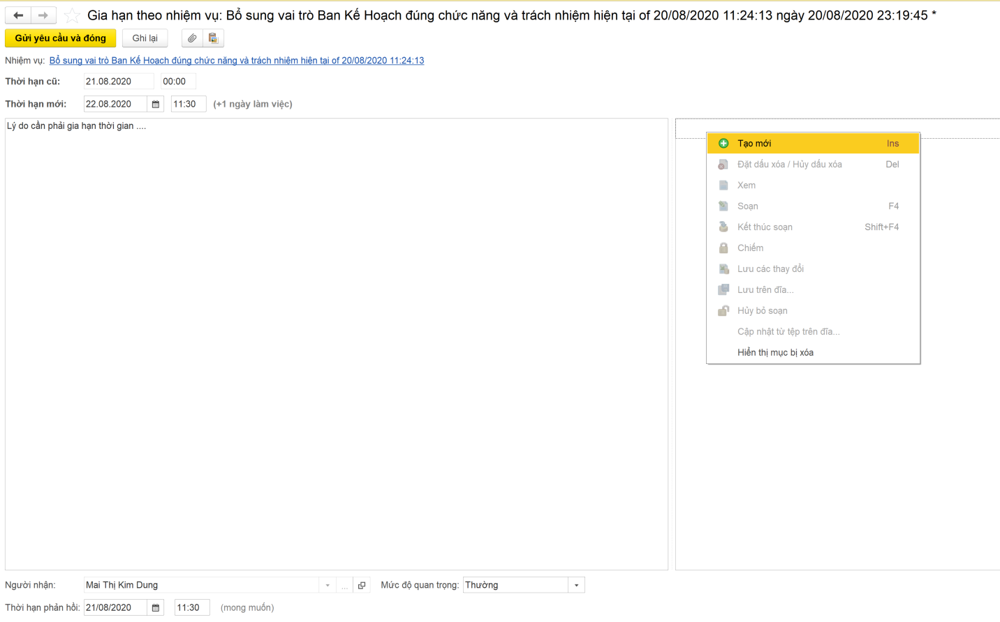 Gia hạn theo nhiệm vụ: Bổ sung vai trò Ban Kế Hoạch đúng chức năng và trách nhiệm hiện tại of 20/08/2020 11:24:13 ngày 20/08/2020 23:19:45 *
Gửi yêu cầu và đóng Ghi lại
Nhiệm vụ: Bổ sung vai trò Ban Kế Hoạch đúng chức năng và trách nhiệm hiện tại of 20/08/2020 11:24:13
Thời hạn cũ: 21.08.2020 00:00
Thời hạn mới: 22.08.2020 11:30 (+1 ngày làm việc)
Lý do cần phải gia hạn thời gian ....
Tạo mới Ins
Đặt dấu xóa / Hủy dấu xóa Del
Xem
Soạn F4
Kết thúc soạn Shift+F4
Chiếm
Lưu các thay đổi
Lưu trên đĩa...
Hủy bỏ soạn
Cập nhật từ tệp trên đĩa...
Hiển thị mục bị xóa
Người nhận: Mai Thị Kim Dung ... Mức độ quan trọng: Thường
Thời hạn phản hồi: 21/08/2020 11:30 (mong muốn)